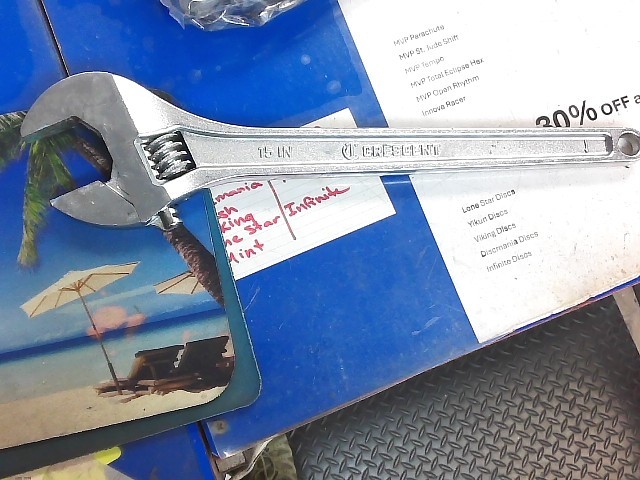 MVP Parachute
MVP St. Jude Shift
MVP Tempo
MVP Total Eclipse Hex
MVP Open Rhythm
Innova Racer
30% OFF a
15 IN CRESCENT
mania
sh
king
ne Star
Mint
Infinite
Lone Star Discs
Yikun Discs
Viking Discs
Discmania Discs
Infinite Discs